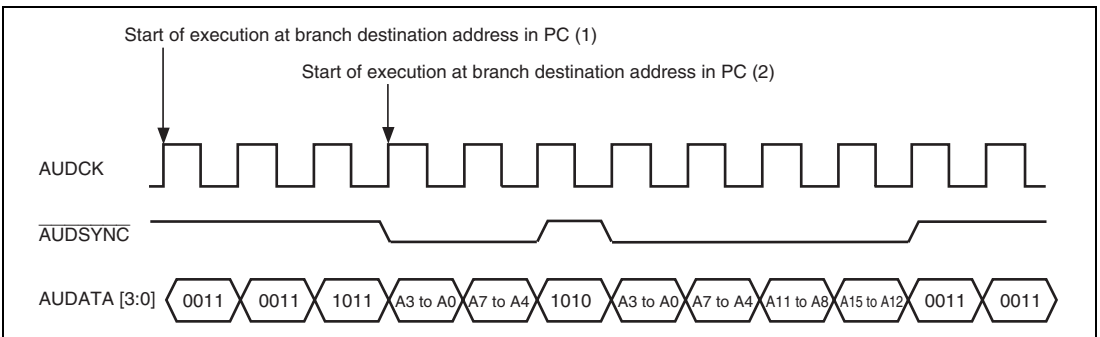 Start of execution at branch destination address in PC (1)
Start of execution at branch destination address in PC (2)
AUDCK
AUDSYNC
AUDATA [3:0] 0011 0011 1011 A3 to A0 A7 to A4 1010 A3 to A0 A7 to A4 A11 to A8 A15 to A12 0011 0011